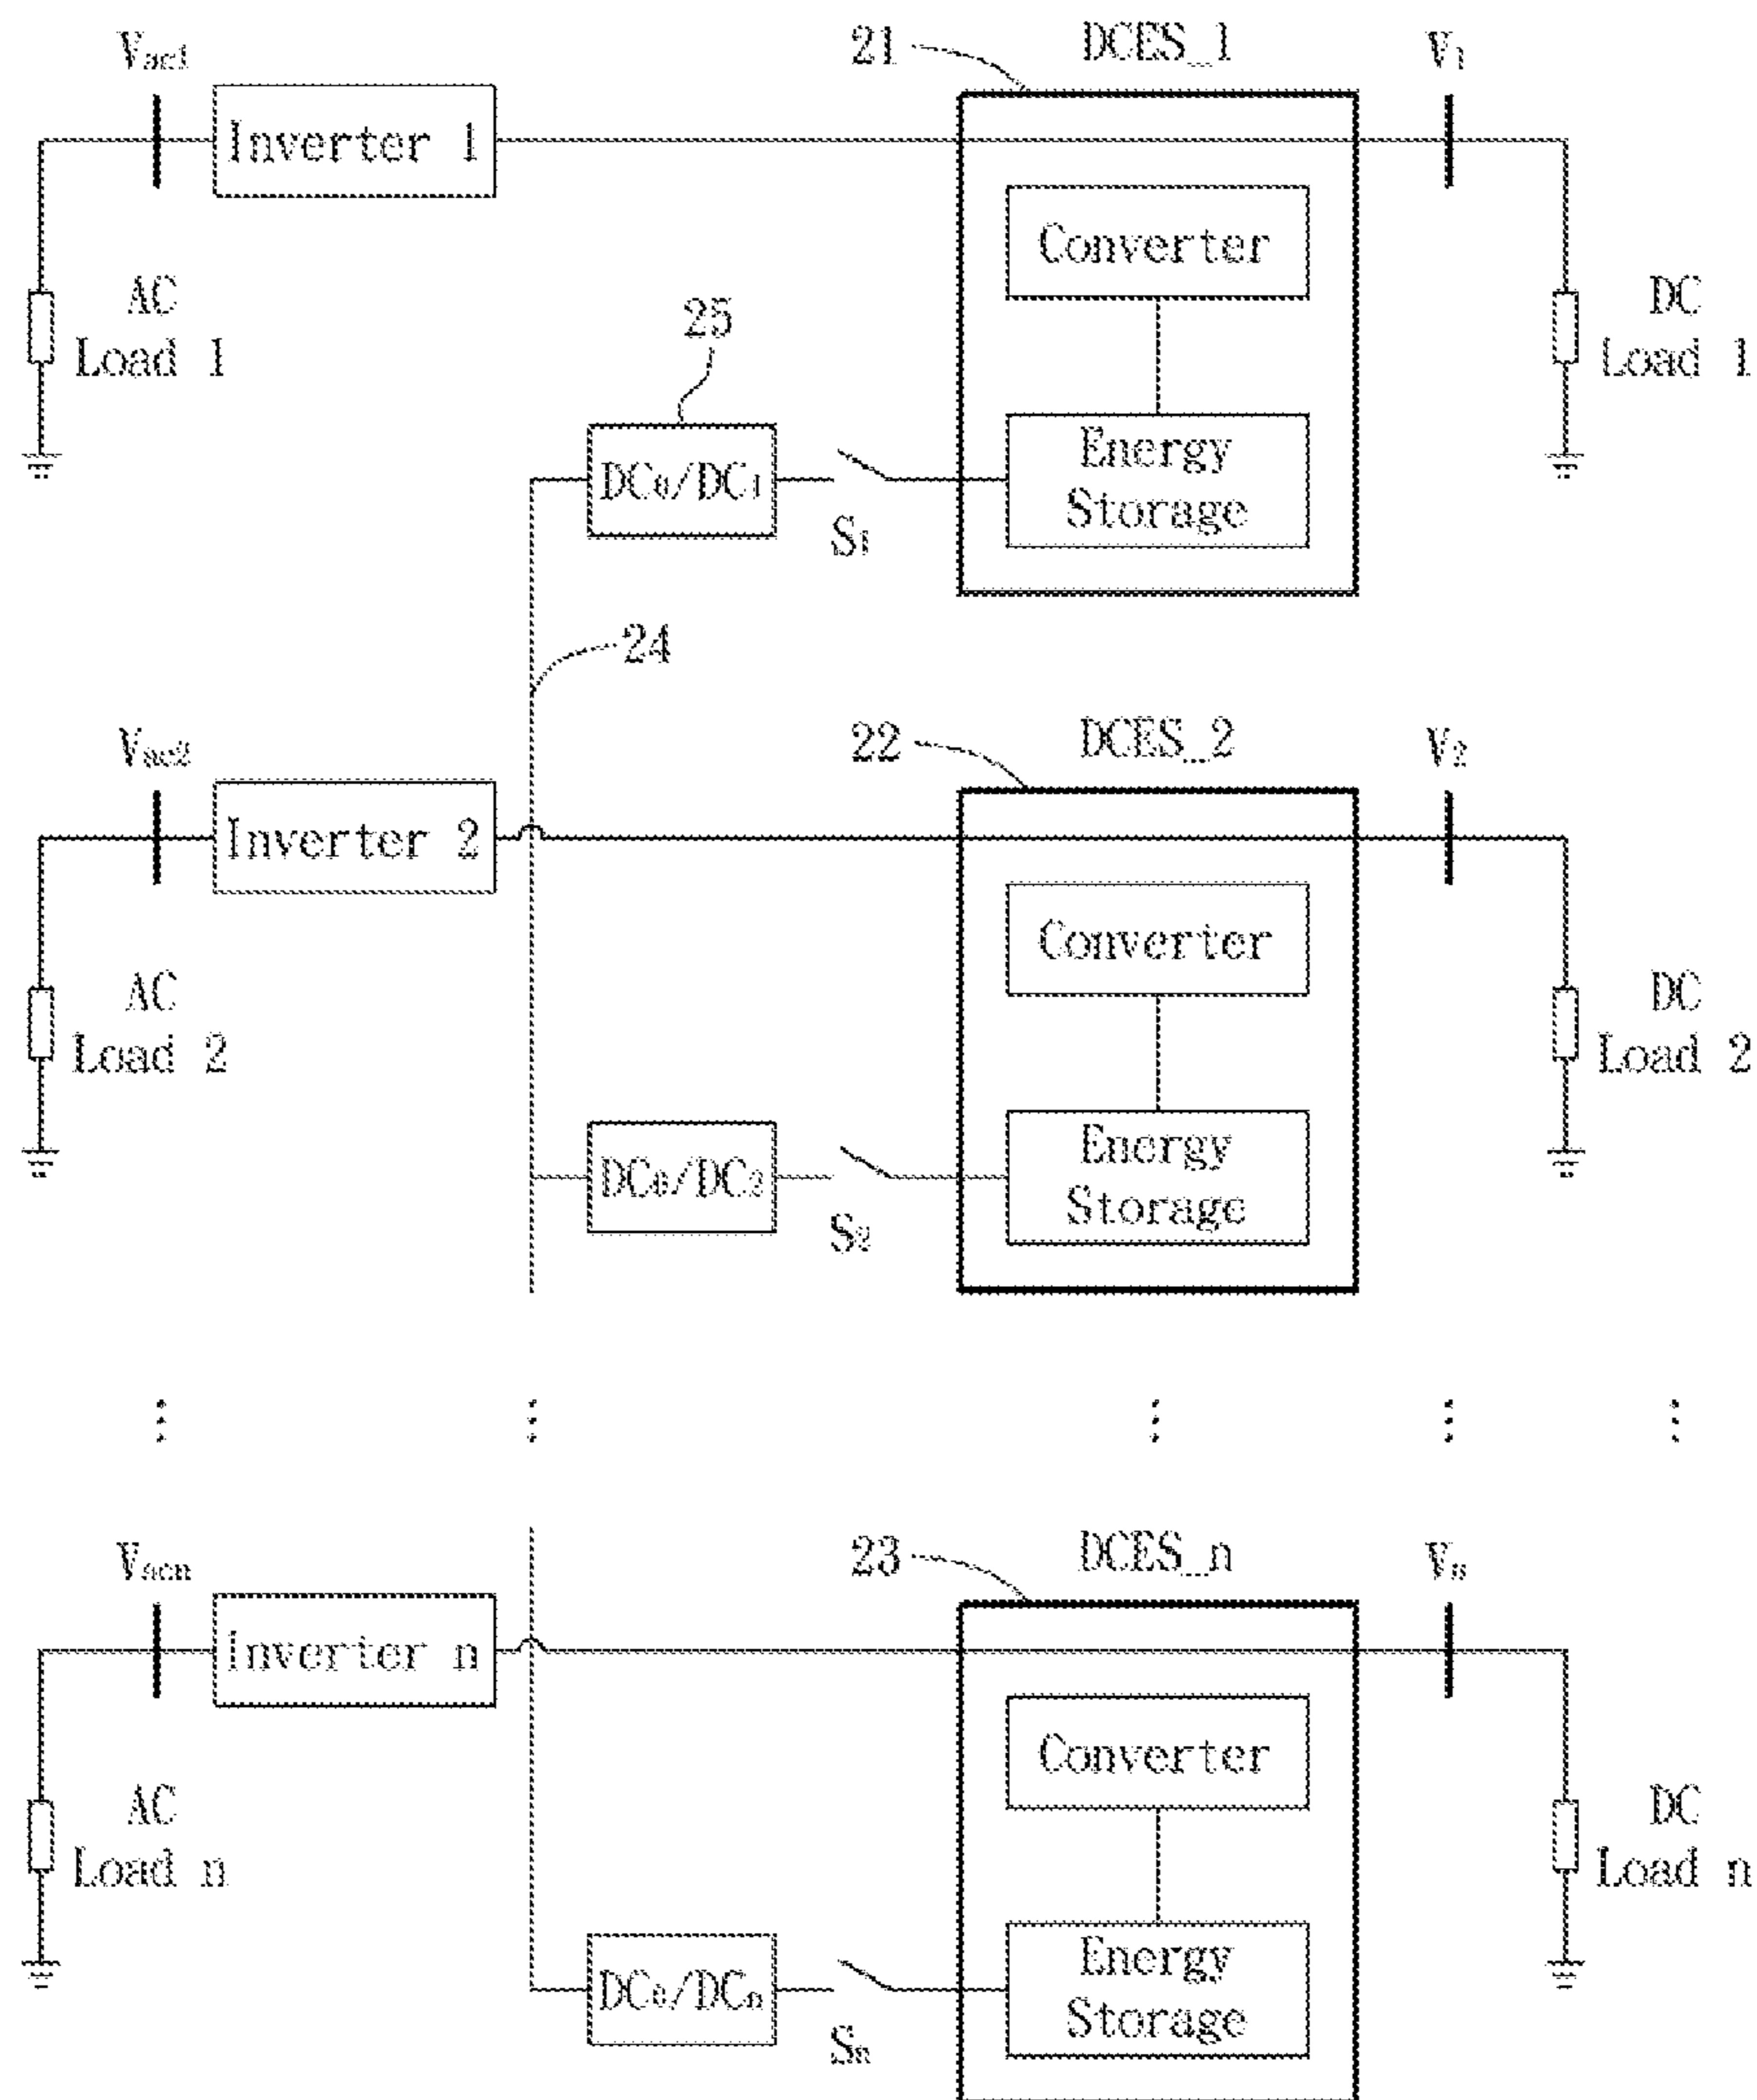 Vac1
21
DCES_1
V1
Inverter 1
Converter
AC
Load 1
25
DC
Load 1
DC0/DC1
S1
Energy
Storage
24
Vac2
22
DCES_2
V2
Inverter 2
Converter
AC
Load 2
DC
Load 2
DC0/DC2
S2
Energy
Storage
Vacn
23
DCES_n
Vn
Inverter n
Converter
AC
Load n
DC
Load n
DC0/DCn
Sn
Energy
Storage